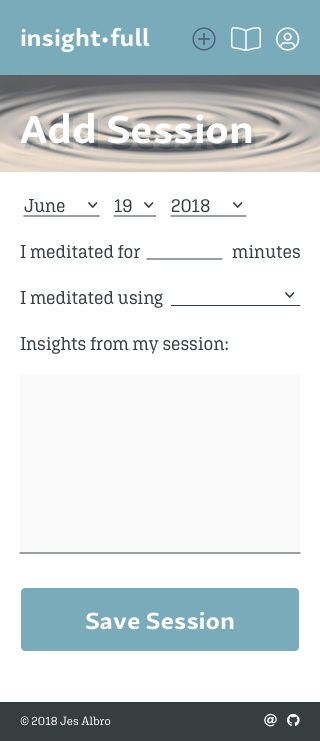 insight•full
Add Session
June 19 2018
I meditated for minutes
I meditated using
Insights from my session:
Save Session
© 2018 Jes Albro